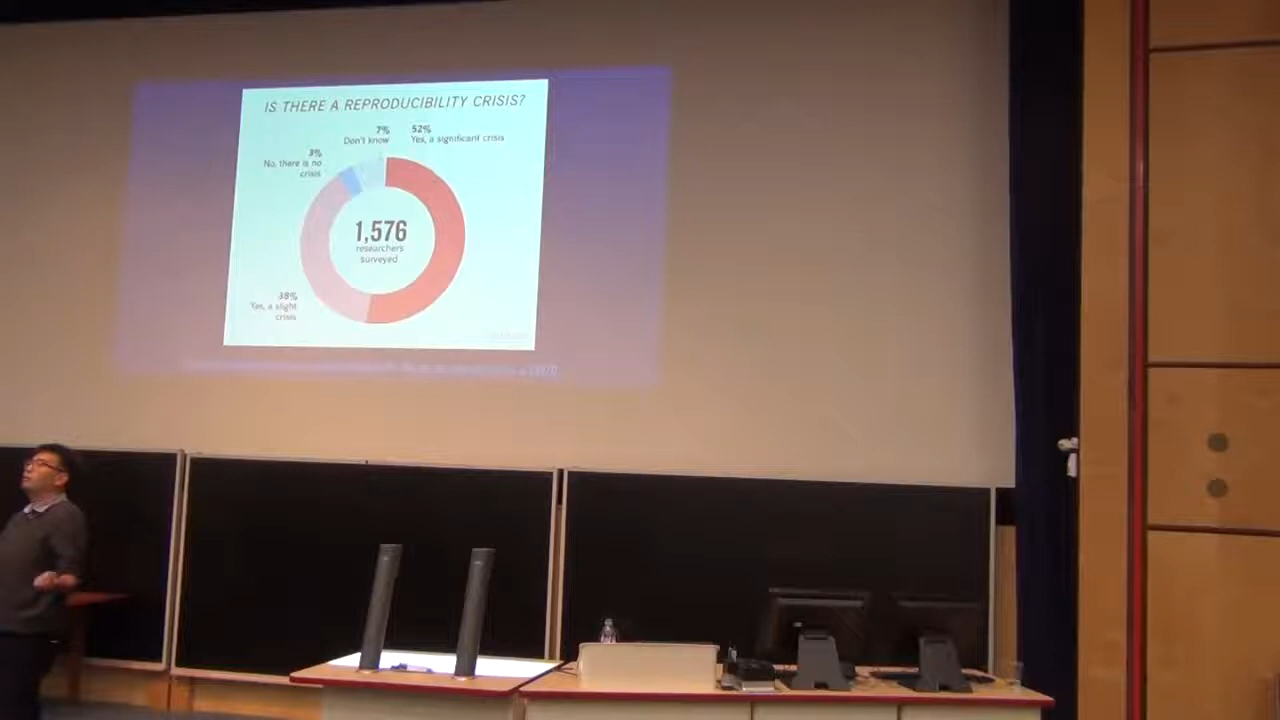 IS THERE A REPRODUCIBILITY CRISIS?
7%
Don't know
52%
Yes, a significant crisis
3%
No, there is no
crisis
1,576
researchers
surveyed
38%
Yes, a slight
crisis